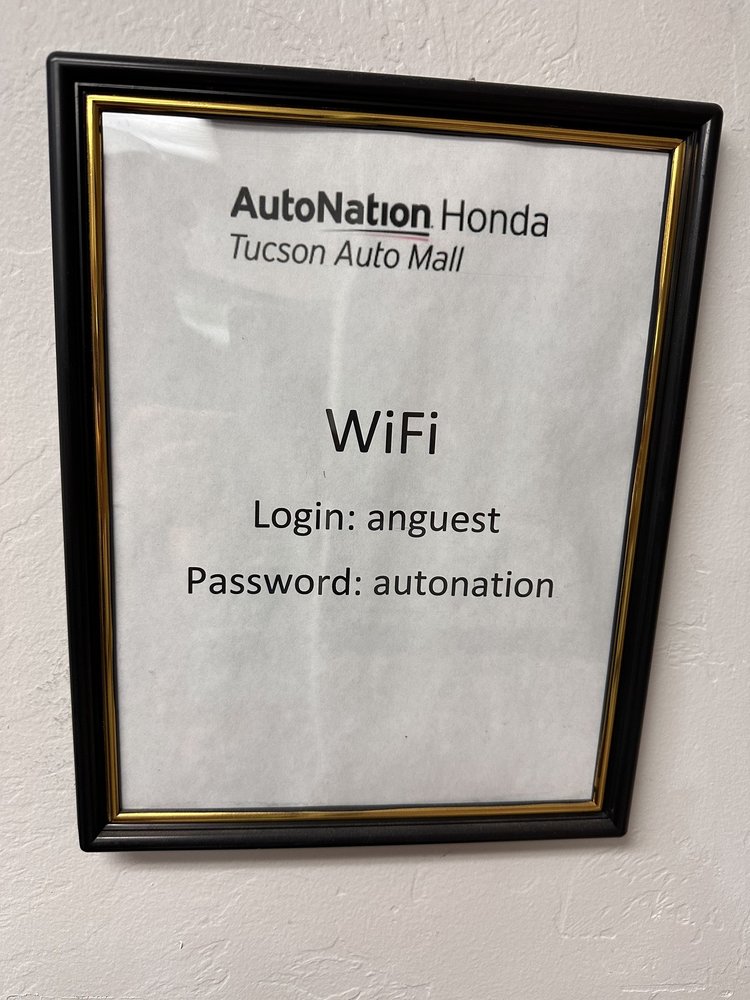 AutoNation Honda
Tucson Auto Mall
WiFi
Login: anguest
Password: autonation